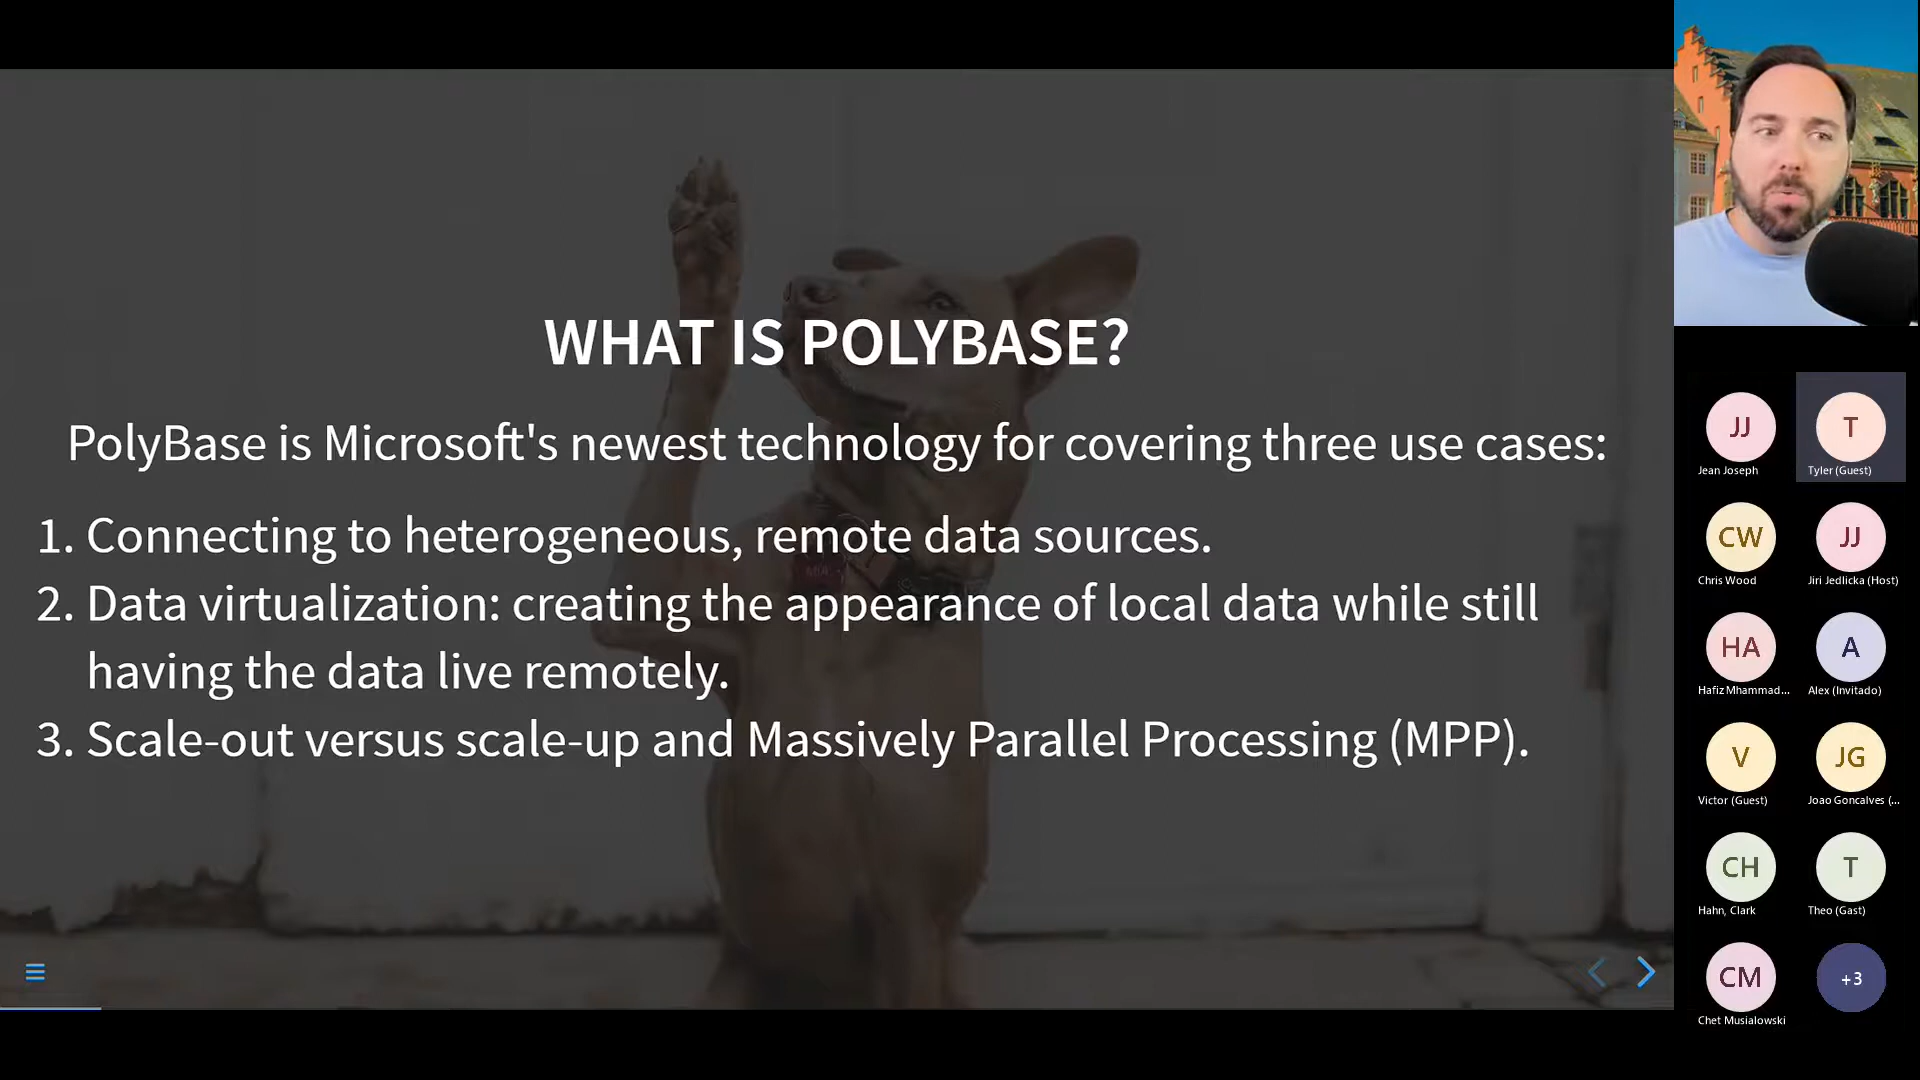 WHAT IS POLYBASE?
PolyBase is Microsoft's newest technology for covering three use cases:
1. Connecting to heterogeneous, remote data sources.
2. Data virtualization: creating the appearance of local data while still
having the data live remotely.
3. Scale-out versus scale-up and Massively Parallel Processing (MPP).
JJ
Jean Joseph
T
Tyler (Guest)
CW
Chris Wood
JJ
Jiri Jedlicka (Host)
HA
Hafiz Mhammad...
A
Alex (Invitado)
V
Victor (Guest)
JG
Joao Goncalves (...
CH
Hahn, Clark
T
Theo (Gast)
CM
Chet Musialowski
+3